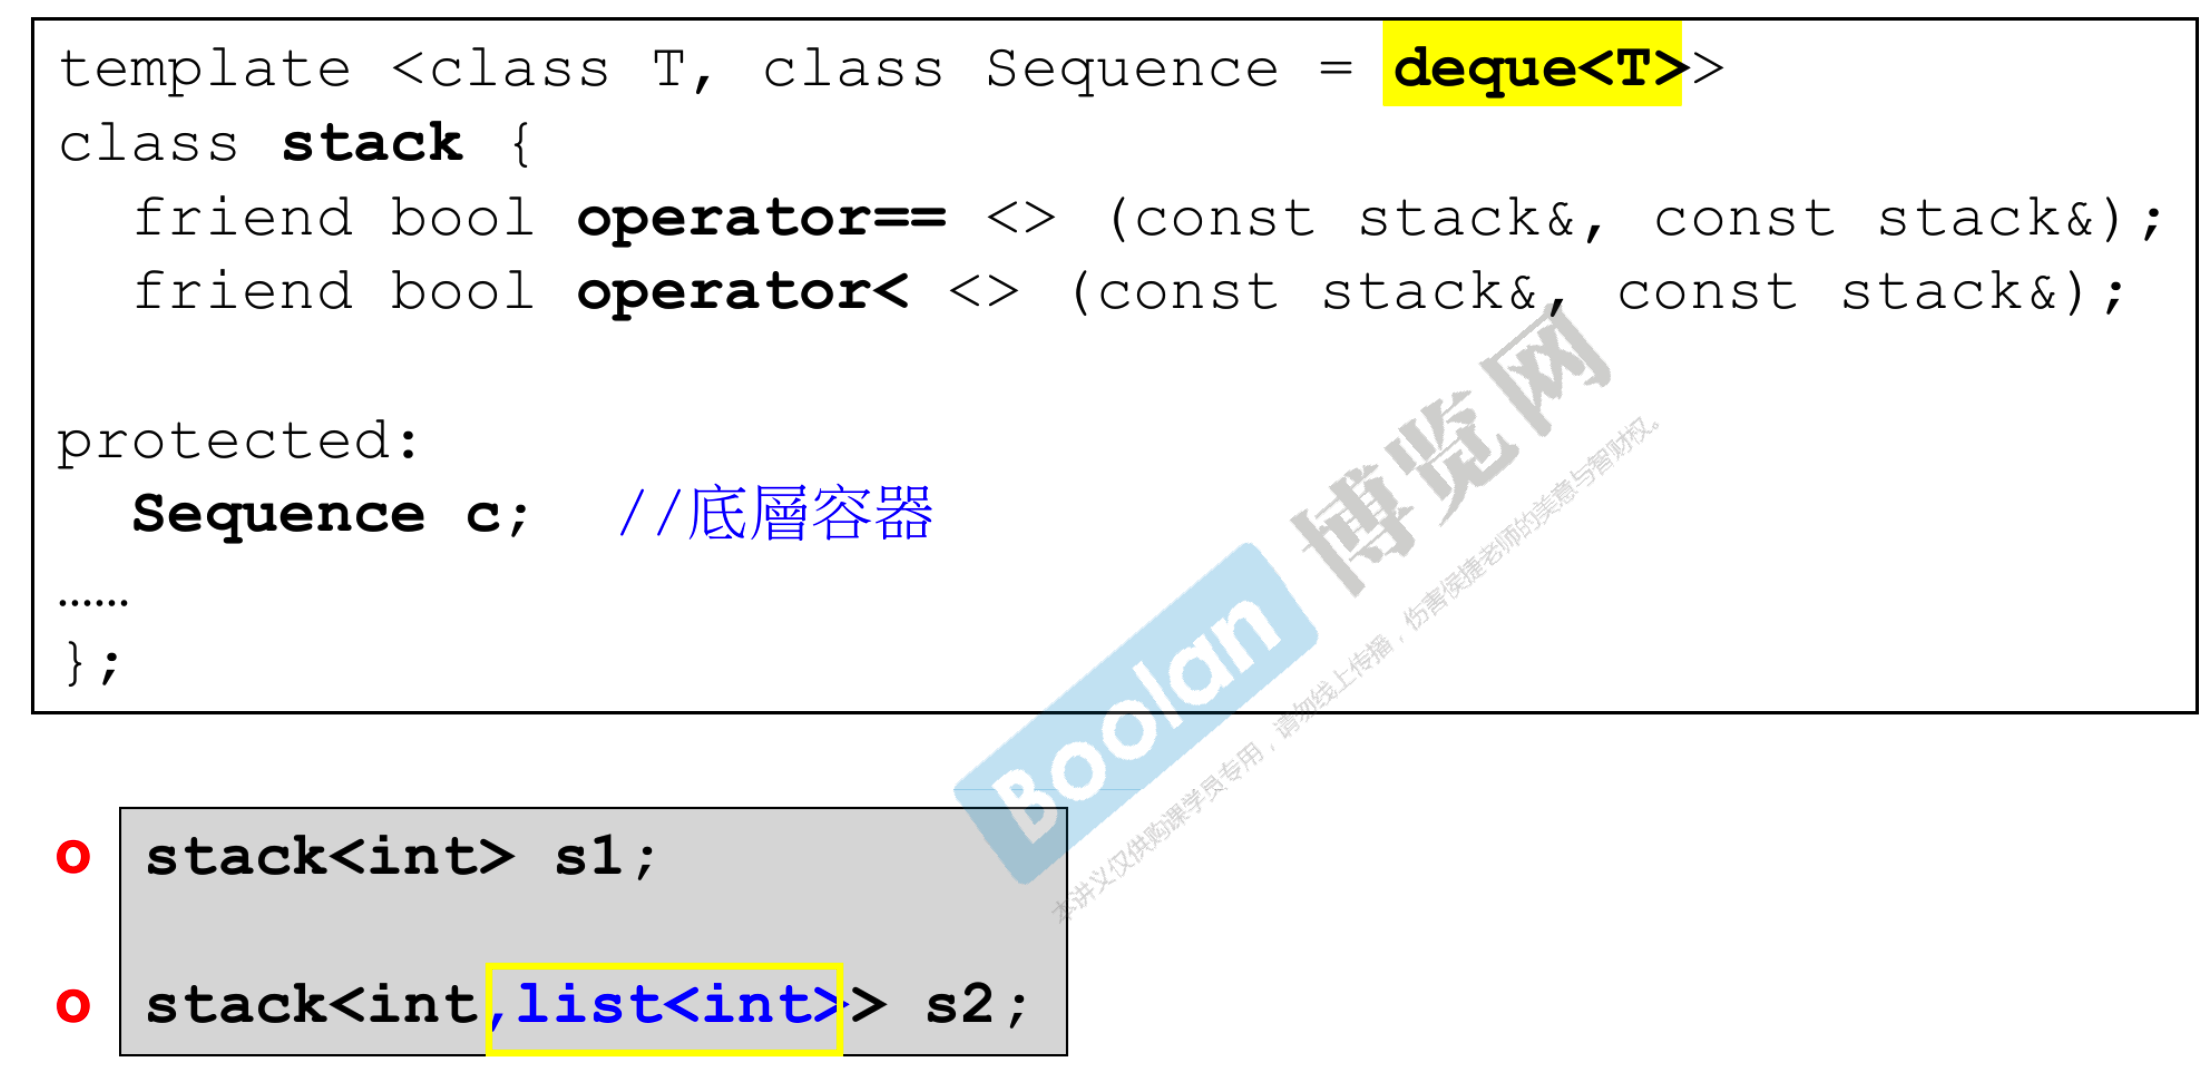 template <class T, class Sequence = deque<T>>
class stack {
  friend bool operator== <> (const stack&, const stack&);
  friend bool operator< <> (const stack&, const stack&);
protected:
  Sequence c;  //底層容器
......
};
博览网
Boolan
本讲义仅供购课学员专用，请勿线上传播，伤害侯捷老师的美意与智财权。
o stack<int> s1;
o stack<int,list<int>> s2;